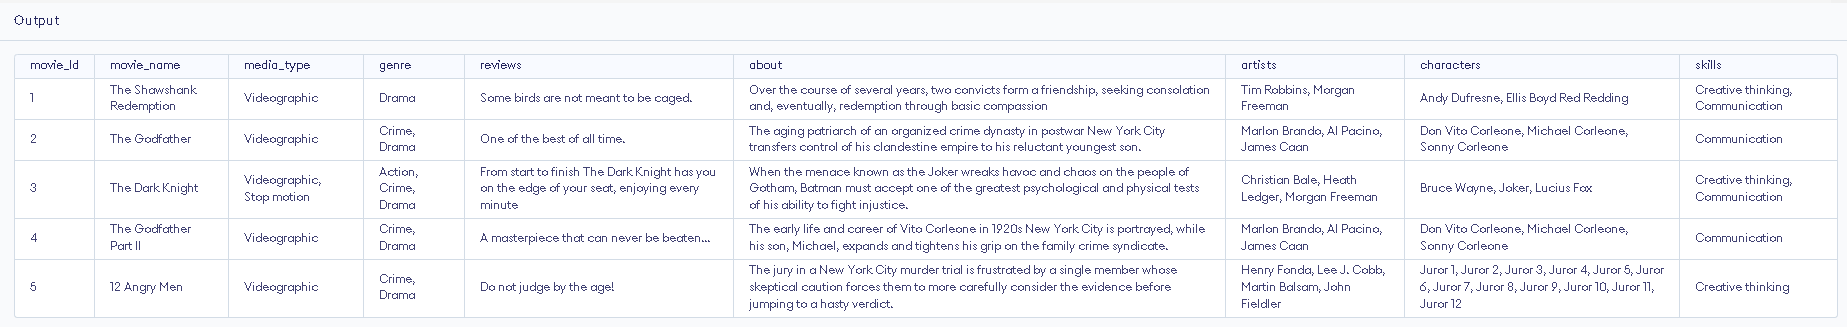 Output
movie_Id movie_name media_type genre reviews about artists characters skills
1
The Shawshank
Redemption
Videographic
Drama
Some birds are not meant to be caged.
Over the course of several years, two convicts form a friendship, seeking consolation
and, eventually, redemption through basic compassion
Tim Robbins, Morgan
Freeman
Andy Dufresne, Ellis Boyd Red Redding
Creative thinking,
Communication
2
The Godfather
Videographic
Crime,
Drama
One of the best of all time.
The aging patriarch of an organized crime dynasty in postwar New York City
transfers control of his clandestine empire to his reluctant youngest son.
Marlon Brando, Al Pacino,
James Caan
Don Vito Corleone, Michael Corleone,
Sonny Corleone
Communication
3
The Dark Knight
Videographic,
Stop motion
Action,
Crime,
Drama
From start to finish The Dark Knight has you
on the edge of your seat, enjoying every
minute
When the menace known as the Joker wreaks havoc and chaos on the people of
Gotham, Batman must accept one of the greatest psychological and physical tests
of his ability to fight injustice.
Christian Bale, Heath
Ledger, Morgan Freeman
Bruce Wayne, Joker, Lucius Fox
Creative thinking,
Communication
4
The Godfather
Part II
Videographic
Crime,
Drama
A masterpiece that can never be beaten...
The early life and career of Vito Corleone in 1920s New York City is portrayed, while
his son, Michael, expands and tightens his grip on the family crime syndicate.
Marlon Brando, Al Pacino,
James Caan
Don Vito Corleone, Michael Corleone,
Sonny Corleone
Communication
5
12 Angry Men
Videographic
Crime,
Drama
Do not judge by the age!
The jury in a New York City murder trial is frustrated by a single member whose
skeptical caution forces them to more carefully consider the evidence before
jumping to a hasty verdict.
Henry Fonda, Lee J. Cobb,
Martin Balsam, John
Fieldler
Juror 1, Juror 2, Juror 3, Juror 4, Juror 5, Juror
6, Juror 7, Juror 8, Juror 9, Juror 10, Juror 11,
Juror 12
Creative thinking